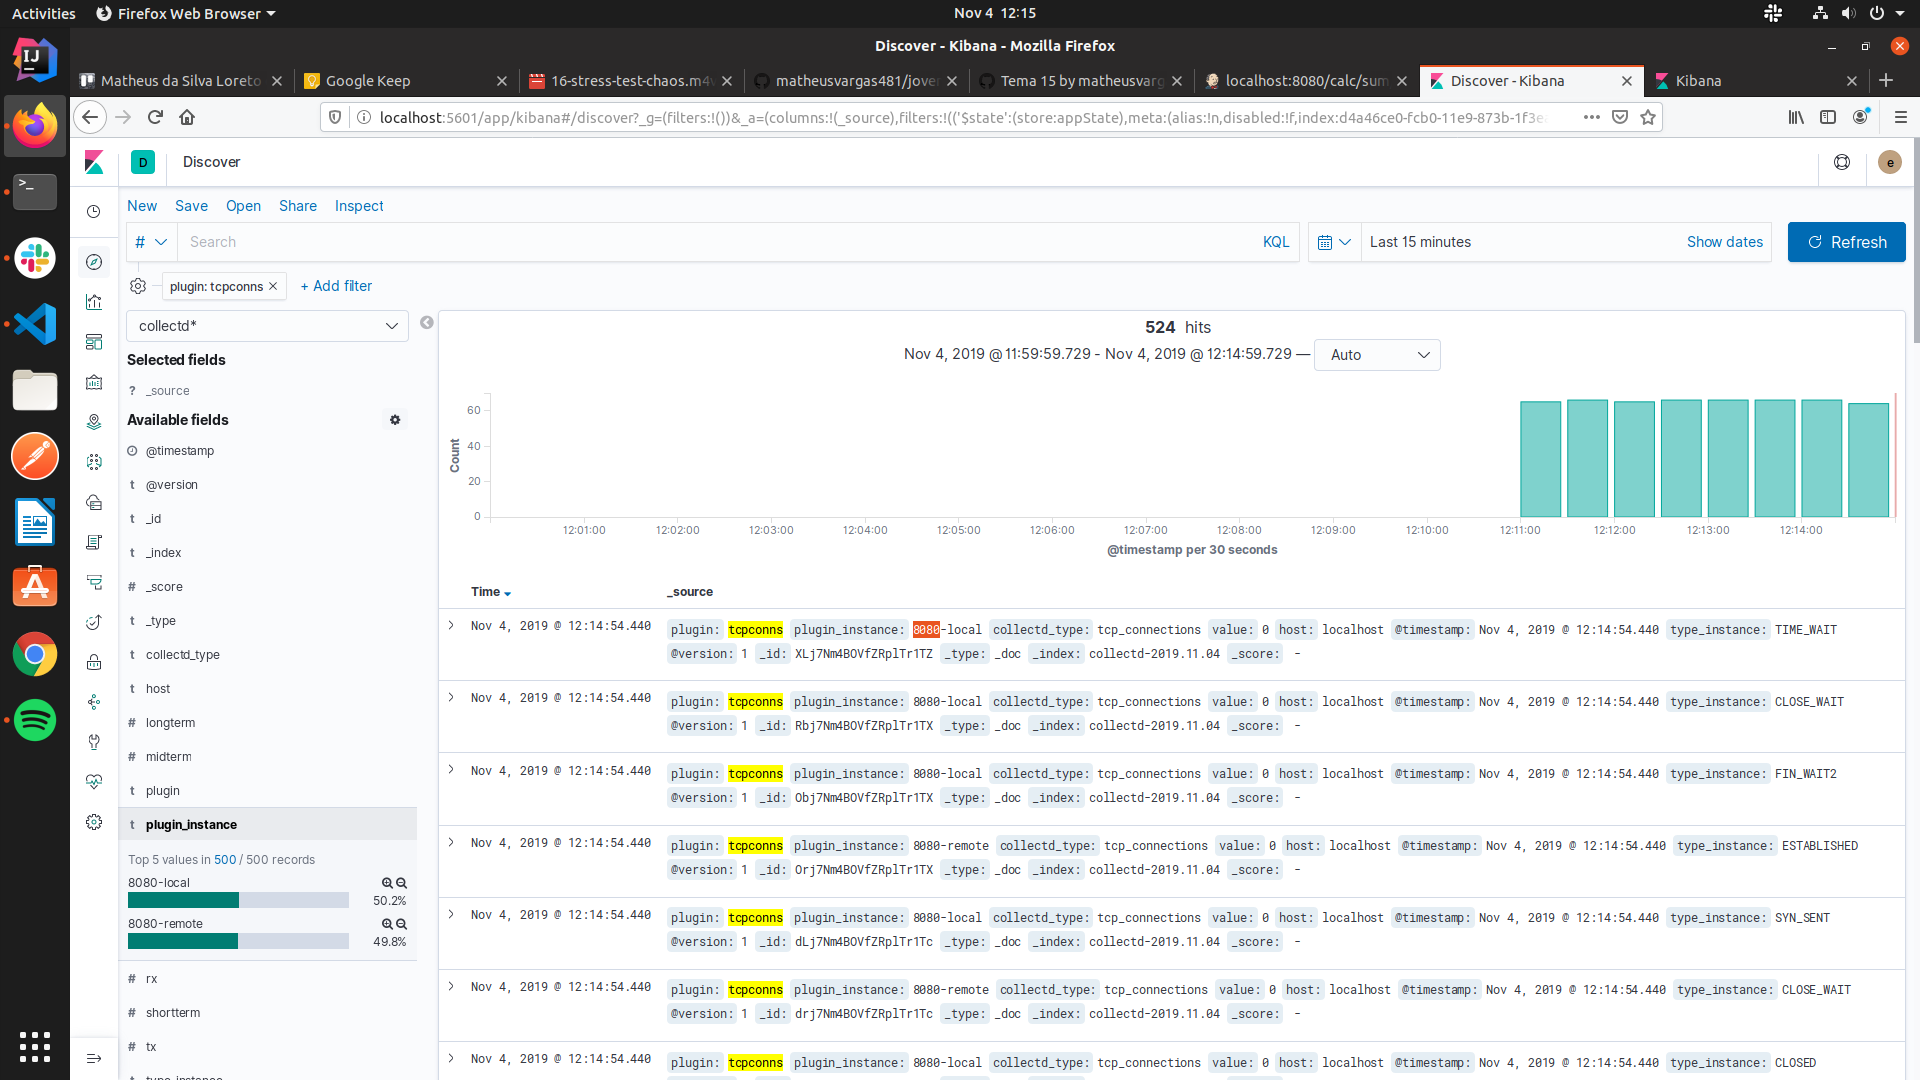 Activities Firefox Web Browser Nov 4 12:15
Discover - Kibana - Mozilla Firefox
Matheus da Silva Loreto Google Keep 16-stress-test-chaos.m4v matheusvargas481/jove Tema 15 by matheusvarg localhost:8080/calc/sum Discover - Kibana Kibana
localhost:5601/app/kibana#/discover?_g=(filters:!())&_a=(columns:!(_source),filters:!(('$state':(store:appState),meta:(alias:!n,disabled:!f,index:d4a46ce0-fcb0-11e9-873b-1f3e
D Discover e
New Save Open Share Inspect
# Search KQL Last 15 minutes Show dates Refresh
plugin: tcpconns + Add filter
collectd*
Selected fields
? _source
Available fields
@timestamp
t @version
t _id
t _index
# _score
t _type
t collectd_type
t host
# longterm
# midterm
t plugin
t plugin_instance
Top 5 values in 500 / 500 records
8080-local
50.2%
8080-remote
49.8%
# rx
# shortterm
# tx
type_instance
524 hits
Nov 4, 2019 @ 11:59:59.729 - Nov 4, 2019 @ 12:14:59.729 — Auto
Count
60
40
20
0
12:01:00 12:02:00 12:03:00 12:04:00 12:05:00 12:06:00 12:07:00 12:08:00 12:09:00 12:10:00 12:11:00 12:12:00 12:13:00 12:14:00
@timestamp per 30 seconds
Time _source
Nov 4, 2019 @ 12:14:54.440 plugin: tcpconns plugin_instance: 8080-local collectd_type: tcp_connections value: 0 host: localhost @timestamp: Nov 4, 2019 @ 12:14:54.440 type_instance: TIME_WAIT
@version: 1 _id: XLj7Nm4BOVfZRplTr1TZ _type: _doc _index: collectd-2019.11.04 _score: -
Nov 4, 2019 @ 12:14:54.440 plugin: tcpconns plugin_instance: 8080-local collectd_type: tcp_connections value: 0 host: localhost @timestamp: Nov 4, 2019 @ 12:14:54.440 type_instance: CLOSE_WAIT
@version: 1 _id: Rbj7Nm4BOVfZRplTr1TX _type: _doc _index: collectd-2019.11.04 _score: -
Nov 4, 2019 @ 12:14:54.440 plugin: tcpconns plugin_instance: 8080-local collectd_type: tcp_connections value: 0 host: localhost @timestamp: Nov 4, 2019 @ 12:14:54.440 type_instance: FIN_WAIT2
@version: 1 _id: Obj7Nm4BOVfZRplTr1TX _type: _doc _index: collectd-2019.11.04 _score: -
Nov 4, 2019 @ 12:14:54.440 plugin: tcpconns plugin_instance: 8080-remote collectd_type: tcp_connections value: 0 host: localhost @timestamp: Nov 4, 2019 @ 12:14:54.440 type_instance: ESTABLISHED
@version: 1 _id: Orj7Nm4BOVfZRplTr1TX _type: _doc _index: collectd-2019.11.04 _score: -
Nov 4, 2019 @ 12:14:54.440 plugin: tcpconns plugin_instance: 8080-local collectd_type: tcp_connections value: 0 host: localhost @timestamp: Nov 4, 2019 @ 12:14:54.440 type_instance: SYN_SENT
@version: 1 _id: dLj7Nm4BOVfZRplTr1Tc _type: _doc _index: collectd-2019.11.04 _score: -
Nov 4, 2019 @ 12:14:54.440 plugin: tcpconns plugin_instance: 8080-remote collectd_type: tcp_connections value: 0 host: localhost @timestamp: Nov 4, 2019 @ 12:14:54.440 type_instance: CLOSE_WAIT
@version: 1 _id: drj7Nm4BOVfZRplTr1Tc _type: _doc _index: collectd-2019.11.04 _score: -
Nov 4, 2019 @ 12:14:54.440 plugin: tcpconns plugin_instance: 8080-local collectd_type: tcp_connections value: 0 host: localhost @timestamp: Nov 4, 2019 @ 12:14:54.440 type_instance: CLOSED